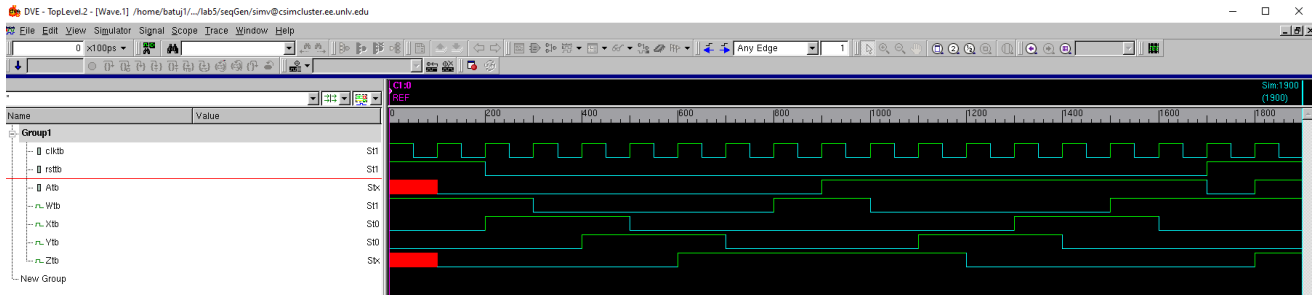 DVE - TopLevel.2 - [Wave.1] /home/batuj1/.../lab5/seqGen/simv@csimcluster.ee.unlv.edu
File Edit View Simulator Signal Scope Trace Window Help
0 x100ps Any Edge 1
C1:0 Sim:1900
REF (1900)
Name Value 0 200 400 600 800 1000 1200 1400 1600 1800
Group1
clktb St1
rsttb St1
Atb Stx
Wtb St1
Xtb St0
Ytb St0
Ztb Stx
New Group